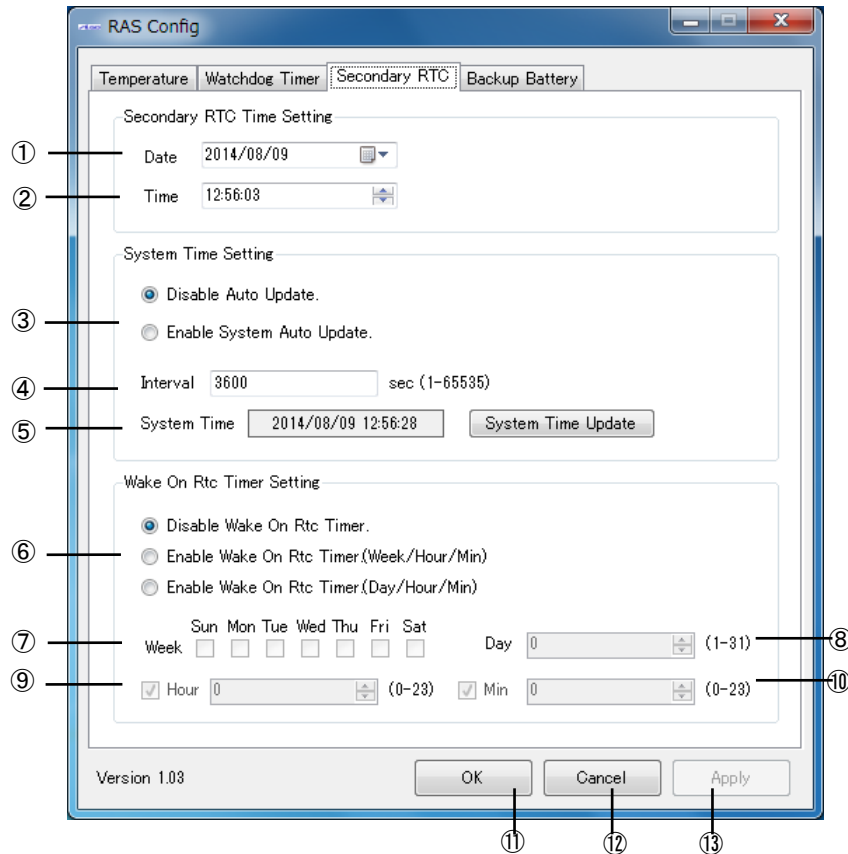 RAS Config
Temperature Watchdog Timer Secondary RTC Backup Battery
Secondary RTC Time Setting
① Date 2014/08/09
② Time 12:56:03
System Time Setting
Disable Auto Update.
③
Enable System Auto Update.
④ Interval 3600 sec (1-65535)
⑤ System Time 2014/08/09 12:56:28 System Time Update
Wake On Rtc Timer Setting
Disable Wake On Rtc Timer.
⑥ Enable Wake On Rtc Timer.(Week/Hour/Min)
Enable Wake On Rtc Timer.(Day/Hour/Min)
Sun Mon Tue Wed Thu Fri Sat
⑦ Week Day 0 (1-31) ⑧
⑨ Hour 0 (0-23) Min 0 (0-23) ⑩
Version 1.03 OK Cancel Apply
⑪ ⑫ ⑬